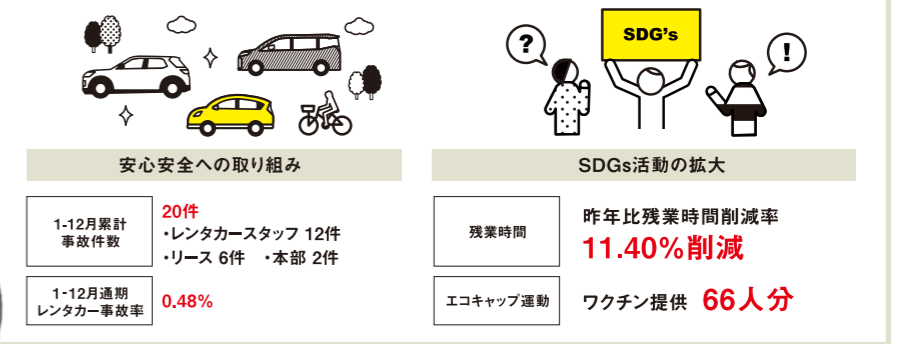 ?
SDG's
!
安心安全への取り組み
1-12月累計
事故件数
20件
・レンタカースタッフ 12件
・リース 6件 ・本部 2件
1-12月通期
レンタカー事故率
0.48%
SDGs活動の拡大
残業時間
昨年比残業時間削減率
11.40%削減
エコキャップ運動
ワクチン提供 66人分